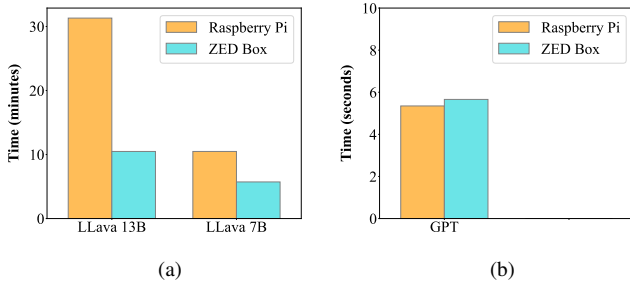 Time (minutes)
30
20
10
0
LLava 13B
LLava 7B
Raspberry Pi
ZED Box
(a)
Time (seconds)
10
8
6
4
2
0
GPT
Raspberry Pi
ZED Box
(b)